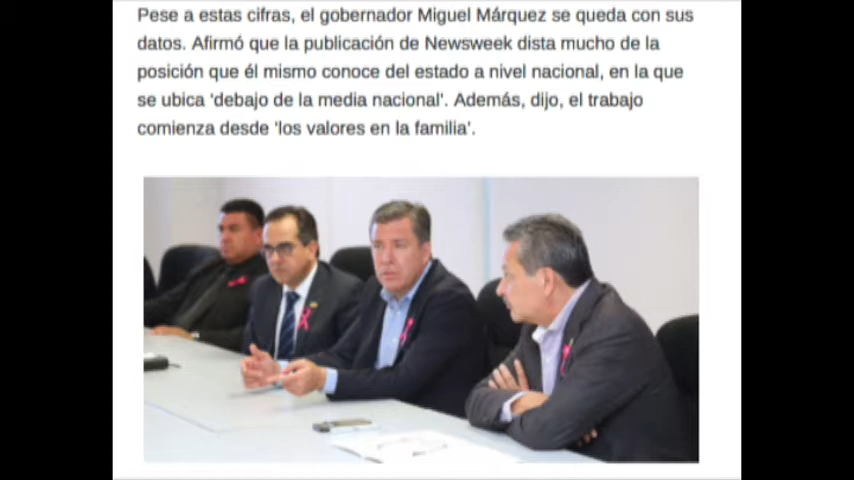 Pese a estas cifras, el gobernador Miguel Márquez se queda con sus
datos. Afirmó que la publicación de Newsweek dista mucho de la
posición que él mismo conoce del estado a nivel nacional, en la que
se ubica 'debajo de la media nacional'. Además, dijo, el trabajo
comienza desde 'los valores en la familia'.